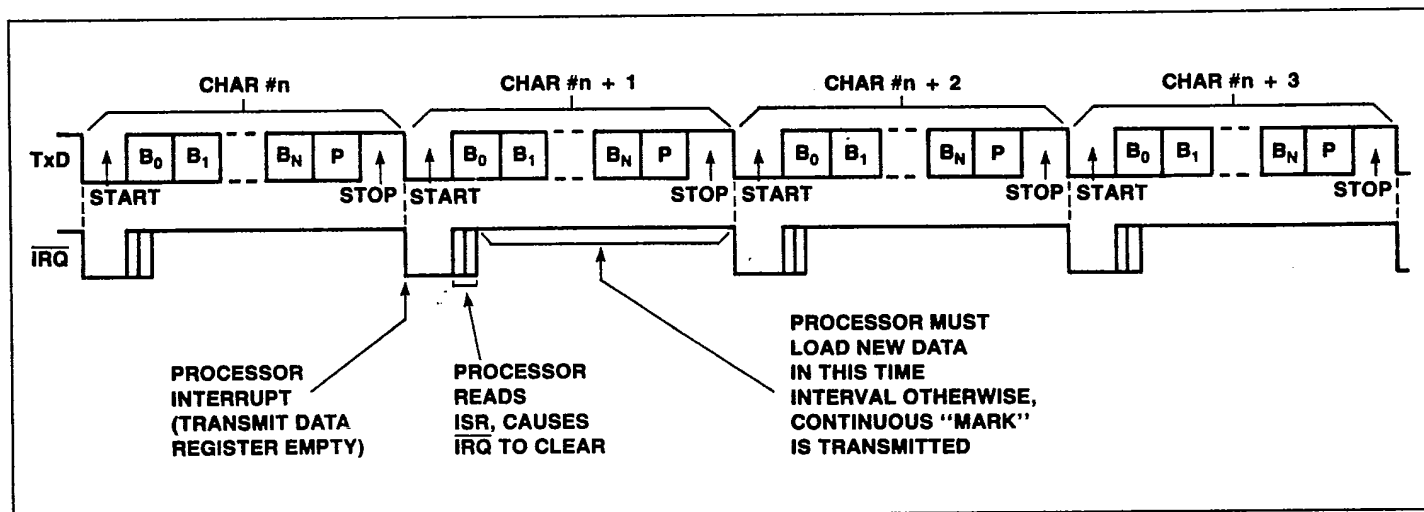 CHAR #n CHAR #n + 1 CHAR #n + 2 CHAR #n + 3
TxD B0 B1 BN P B0 B1 BN P B0 B1 BN P B0 B1 BN P
START STOP START STOP START STOP START STOP
IRQ
PROCESSOR
INTERRUPT
(TRANSMIT DATA
REGISTER EMPTY)
PROCESSOR
READS
ISR, CAUSES
IRQ TO CLEAR
PROCESSOR MUST
LOAD NEW DATA
IN THIS TIME
INTERVAL OTHERWISE,
CONTINUOUS "MARK"
IS TRANSMITTED